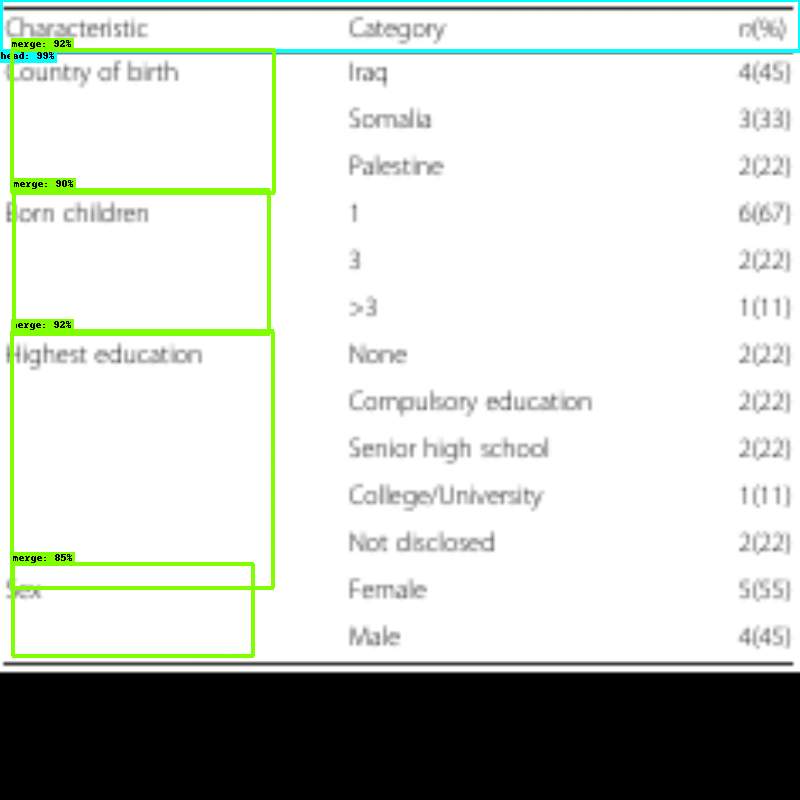 Characteristic Category n(%)
merge: 92%
head: 99%
Country of birth Iraq 4(45)
Somalia 3(33)
Palestine 2(22)
merge: 90%
Born children 1 6(67)
3 2(22)
>3 1(11)
merge: 92%
Highest education None 2(22)
Compulsory education 2(22)
Senior high school 2(22)
College/University 1(11)
Not disclosed 2(22)
merge: 85%
Sex Female 5(55)
Male 4(45)